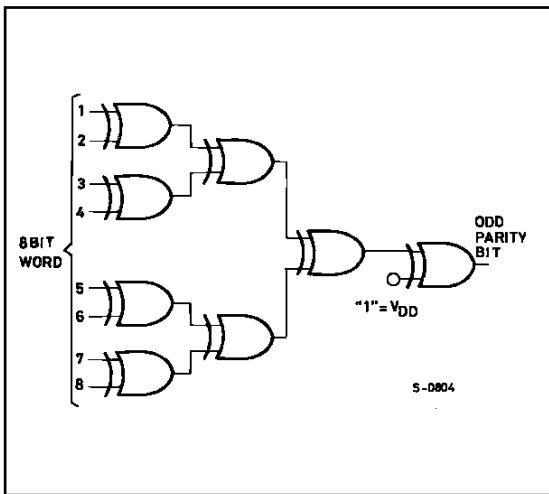 1
2
3
4
8 BIT
WORD
5
6
7
8
ODD
PARITY
BIT
"1" = VDD
S-0804